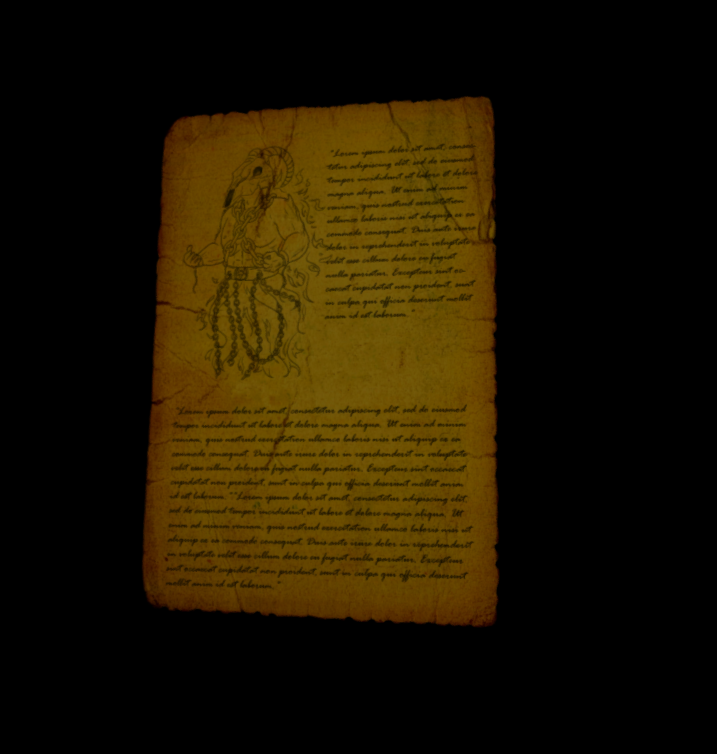 "Lorem ipsum dolor sit amet, consec
tetur adipiscing elit, sed do eiusmod
tempor incididunt ut labore et dolore
magna aliqua. Ut enim ad minim
veniam, quis nostrud exercitation
ullamco laboris nisi ut aliquip ex ea
commodo consequat. Duis aute irure
dolor in reprehenderit in voluptate
velit esse cillum dolore eu fugiat
nulla pariatur. Excepteur sint oc-
caecat cupidatat non proident, sunt
in culpa qui officia deserunt mollit
anim id est laborum."
"Lorem ipsum dolor sit amet, consectetur adipiscing elit, sed do eiusmod
tempor incididunt ut labore et dolore magna aliqua. Ut enim ad minim
veniam, quis nostrud exercitation ullamco laboris nisi ut aliquip ex ea
commodo consequat. Duis aute irure dolor in reprehenderit in voluptate
velit esse cillum dolore eu fugiat nulla pariatur. Excepteur sint occaecat
cupidatat non proident, sunt in culpa qui officia deserunt mollit anim
id est laborum. ""Lorem ipsum dolor sit amet, consectetur adipiscing elit,
sed do eiusmod tempor incididunt ut labore et dolore magna aliqua. Ut
enim ad minim veniam, quis nostrud exercitation ullamco laboris nisi ut
aliquip ex ea commodo consequat. Duis aute irure dolor in reprehenderit
in voluptate velit esse cillum dolore eu fugiat nulla pariatur. Excepteur
sint occaecat cupidatat non proident, sunt in culpa qui officia deserunt
mollit anim id est laborum."